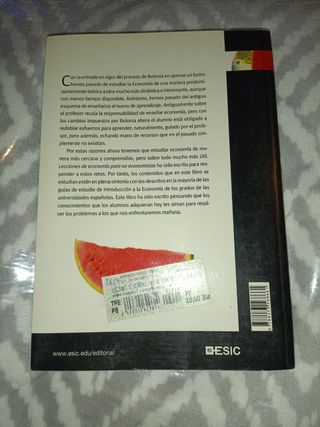 Con la entrada en vigor del proceso de Bolonia en apenas un lustro
hemos pasado de estudiar la Economía de una manera predomi-
nantemente teórica a otra mucho más dinámica e interesante, aunque
con menos tiempo disponible. Asimismo, hemos pasado del antiguo
esquema de enseñanza al nuevo de aprendizaje. Antiguamente sobre
el profesor recaía la responsabilidad de enseñar economía, pero con
los cambios impuestos por Bolonia ahora el alumno está obligado a
redoblar esfuerzos para aprender, naturalmente, guiado por el profe-
sor, pero además, echando mano de recursos que en el pasado sim-
plemente no existían.
Por estas razones ahora tenemos que estudiar economía de ma-
nera más cercana y comprensible, pero sobre todo mucho más útil.
Lecciones de economía para no economistas ha sido escrito para res-
ponder a estos retos. Por tanto, los contenidos que en este libro se
estudian están en plena sintonía con los descritos en la mayoría de las
guías de estudio de Introducción a la Economía de los grados de las
universidades españolas. Este libro ha sido escrito pensando que los
conocimientos que los alumnos adquieran hoy les sirvan para resol-
ver los problemas a los que nos enfrentaremos mañana.
TRE
P8
P7
20,00 Eur
www.esic.edu/editorial
ESIC